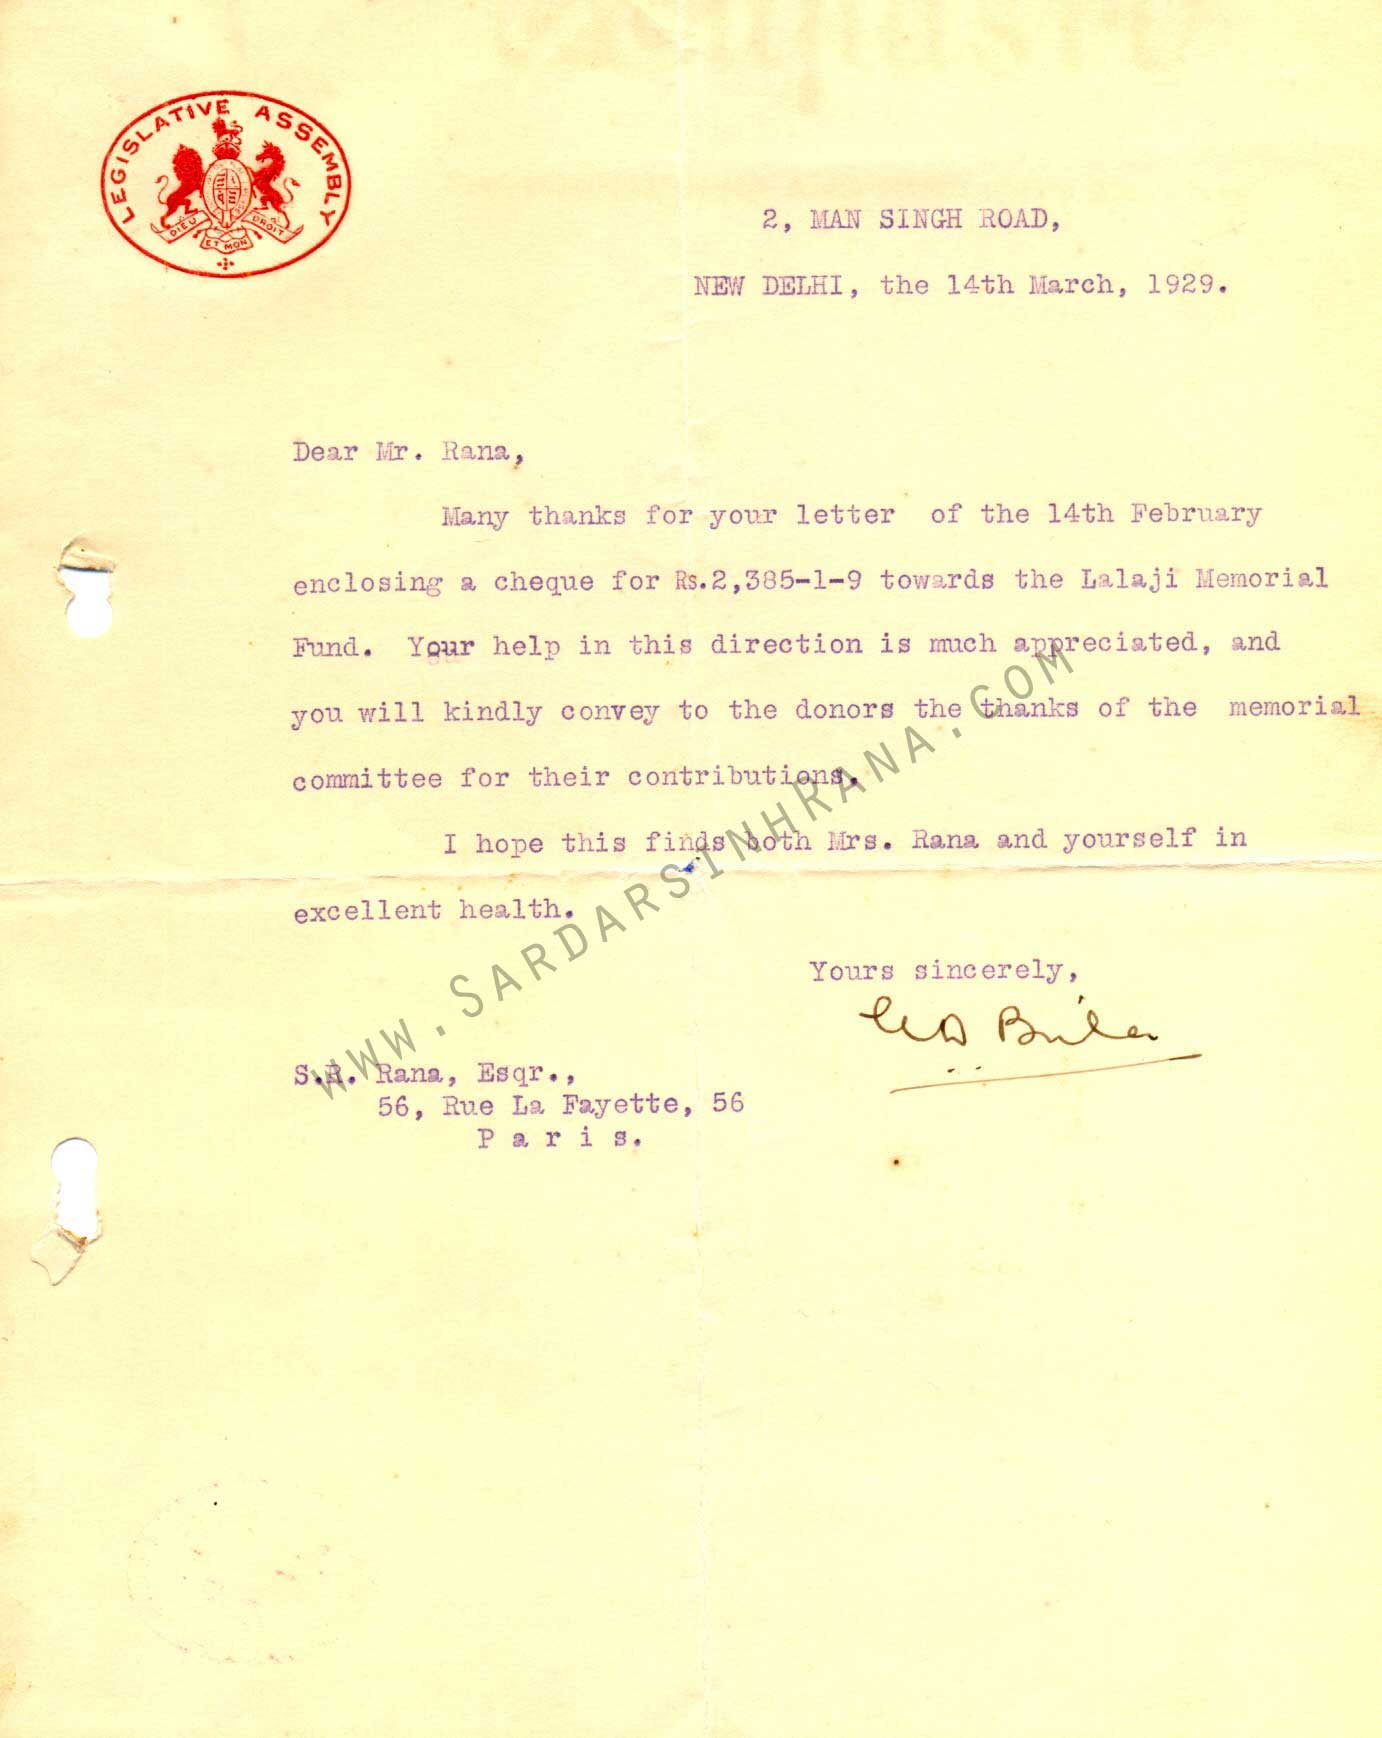 LEGISLATIVE ASSEMBLY
DIEU ET MON DROIT
2, MAN SINGH ROAD,
NEW DELHI, the 14th March, 1929.
Dear Mr. Rana,
Many thanks for your letter of the 14th February
enclosing a cheque for Rs.2,385-1-9 towards the Lalaji Memorial
Fund. Your help in this direction is much appreciated, and
you will kindly convey to the donors the thanks of the memorial
committee for their contributions.
I hope this finds both Mrs. Rana and yourself in
excellent health.
Yours sincerely,
GD Birla
S.R. Rana, Esqr.,
56, Rue La Fayette, 56
Paris.
www.SardarsinhRana.com